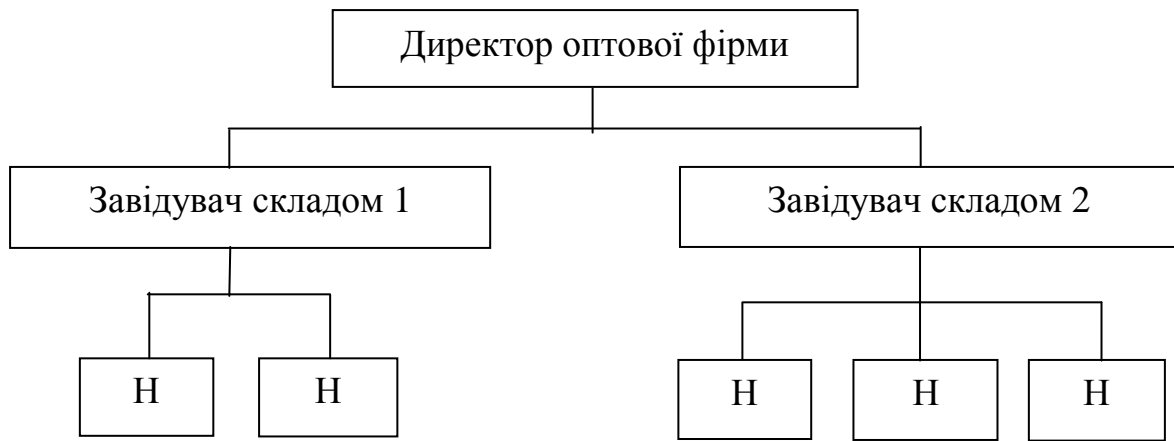 Директор оптової фірми
Завідувач складом 1
Завідувач складом 2
Н
Н
Н
Н
Н